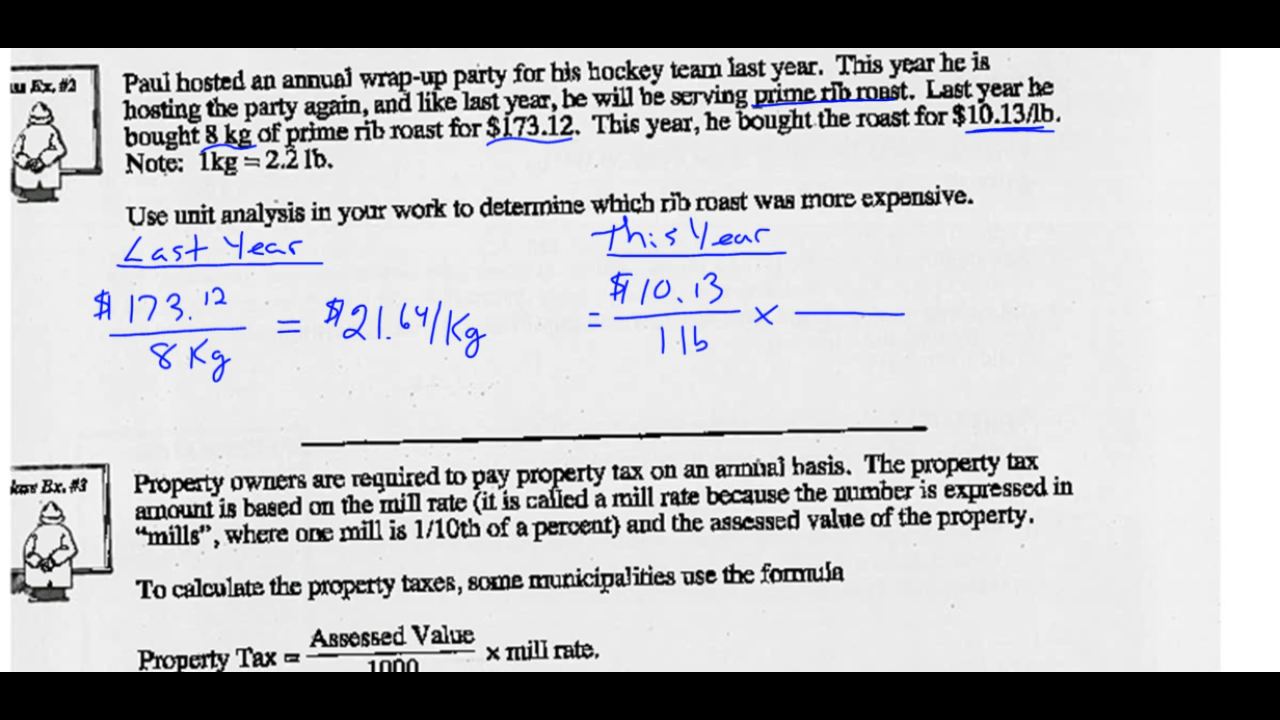 Ex. #2
Paul hosted an annual wrap-up party for his hockey team last year. This year he is
hosting the party again, and like last year, he will be serving prime rib roast. Last year he
bought 8 kg of prime rib roast for $173.12. This year, he bought the roast for $10.13/lb.
Note: 1kg = 2.2 lb.
Use unit analysis in your work to determine which rib roast was more expensive.
Last Year
This Year
$173.12
8 Kg
= $21.64/Kg
= $10.13
1 lb
×
Ex. #3
Property owners are required to pay property tax on an annual basis. The property tax
amount is based on the mill rate (it is called a mill rate because the number is expressed in
“mills”, where one mill is 1/10th of a percent) and the assessed value of the property.
To calculate the property taxes, some municipalities use the formula
Property Tax = Assessed Value
1000
× mill rate.